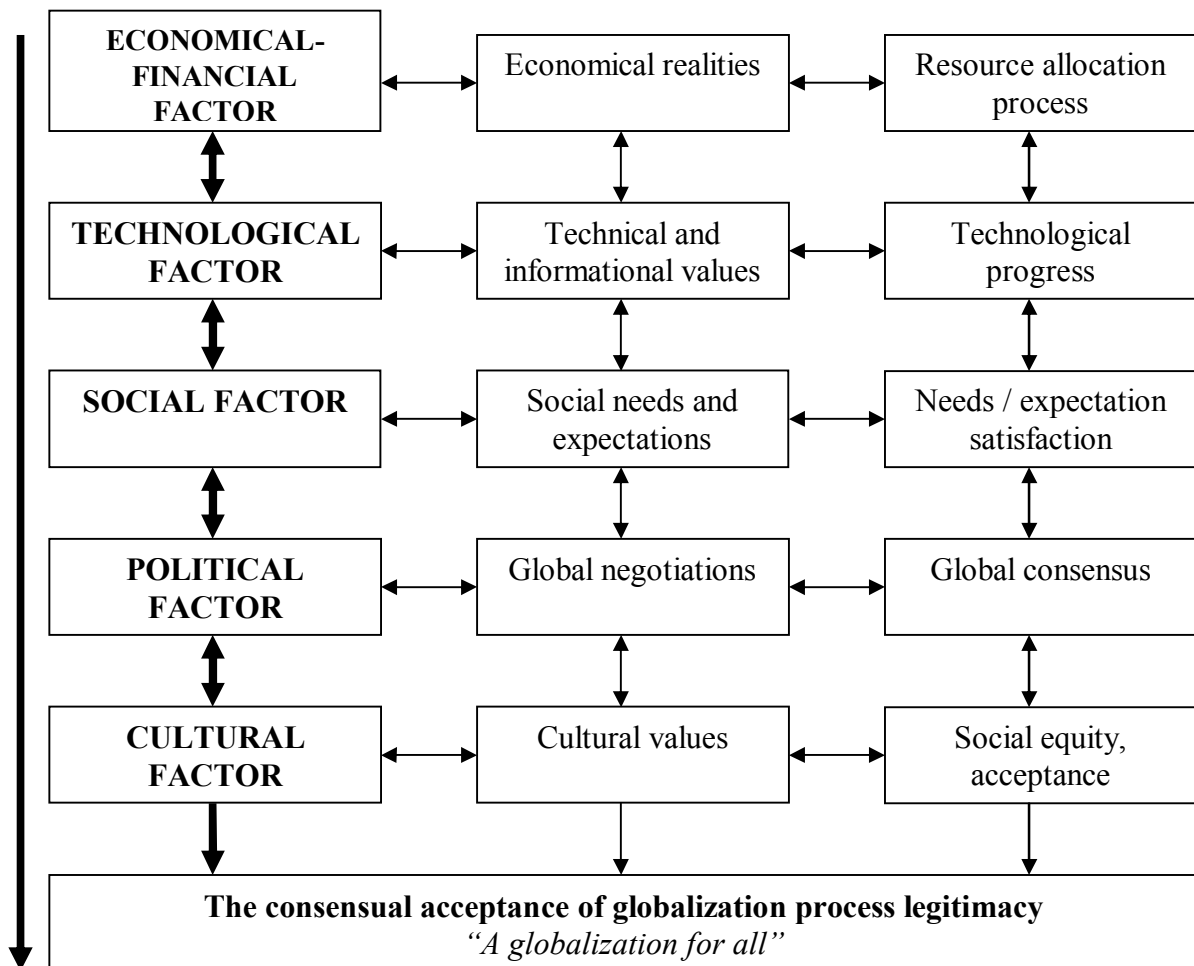 ECONOMICAL-
FINANCIAL
FACTOR
Economical realities
Resource allocation
process
TECHNOLOGICAL
FACTOR
Technical and
informational values
Technological
progress
SOCIAL FACTOR
Social needs and
expectations
Needs / expectation
satisfaction
POLITICAL
FACTOR
Global negotiations
Global consensus
CULTURAL
FACTOR
Cultural values
Social equity,
acceptance
The consensual acceptance of globalization process legitimacy
“A globalization for all”